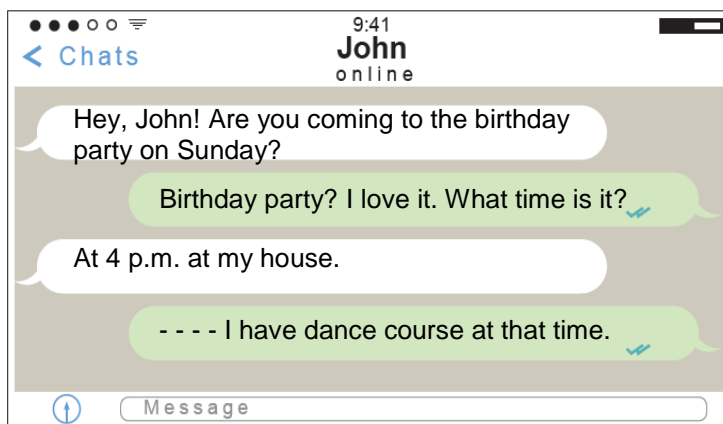 9:41
< Chats
John
online
Hey, John! Are you coming to the birthday
party on Sunday?
Birthday party? I love it. What time is it?
At 4 p.m. at my house.
- - - - I have dance course at that time.
Message